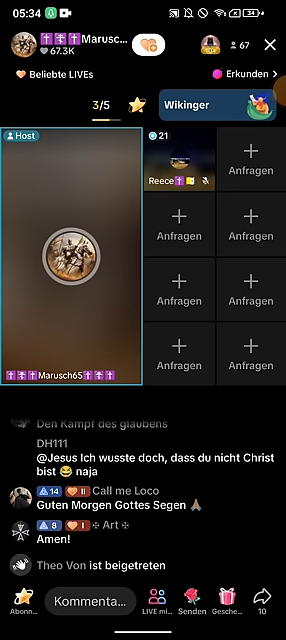 05:34
34
✝️☦️✝️Marusc...
67.3K
67
Beliebte LIVEs
Erkunden >
3/5
Wikinger
Host
21
Reece✝️🇻🇦
Anfragen
Anfragen
Anfragen
Anfragen
Anfragen
Anfragen
Anfragen
✝️☦️✝️Marusch65✝️☦️✝️
Den Kampf des glaubens
DH111
@Jesus Ich wusste doch, dass du nicht Christ
bist 😂 naja
14 II Call me Loco
Guten Morgen Gottes Segen 🙏🏽
8 I ✠ Art ✠
Amen!
Theo Von ist beigetreten
Abonn...
Kommenta...
LIVE mi...
Senden
Gesche...
10